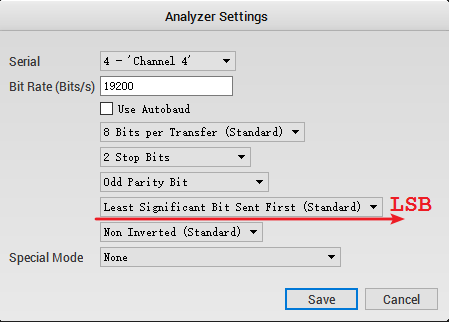 Analyzer Settings
Serial 4 - 'Channel 4'
Bit Rate (Bits/s) 19200
Use Autobaud
8 Bits per Transfer (Standard)
2 Stop Bits
Odd Parity Bit
Least Significant Bit Sent First (Standard) LSB
Non Inverted (Standard)
Special Mode None
Save Cancel